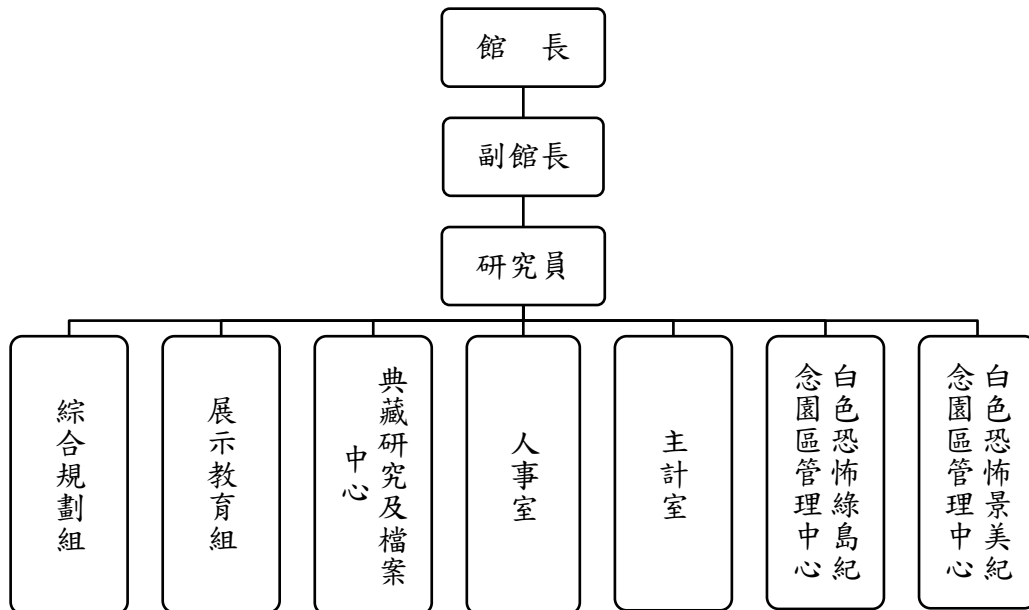 館　長
副館長
研究員
綜合規劃組
展示教育組
典藏研究及檔案
中心
人事室
主計室
白色恐怖綠島紀
念園區管理中心
白色恐怖景美紀
念園區管理中心